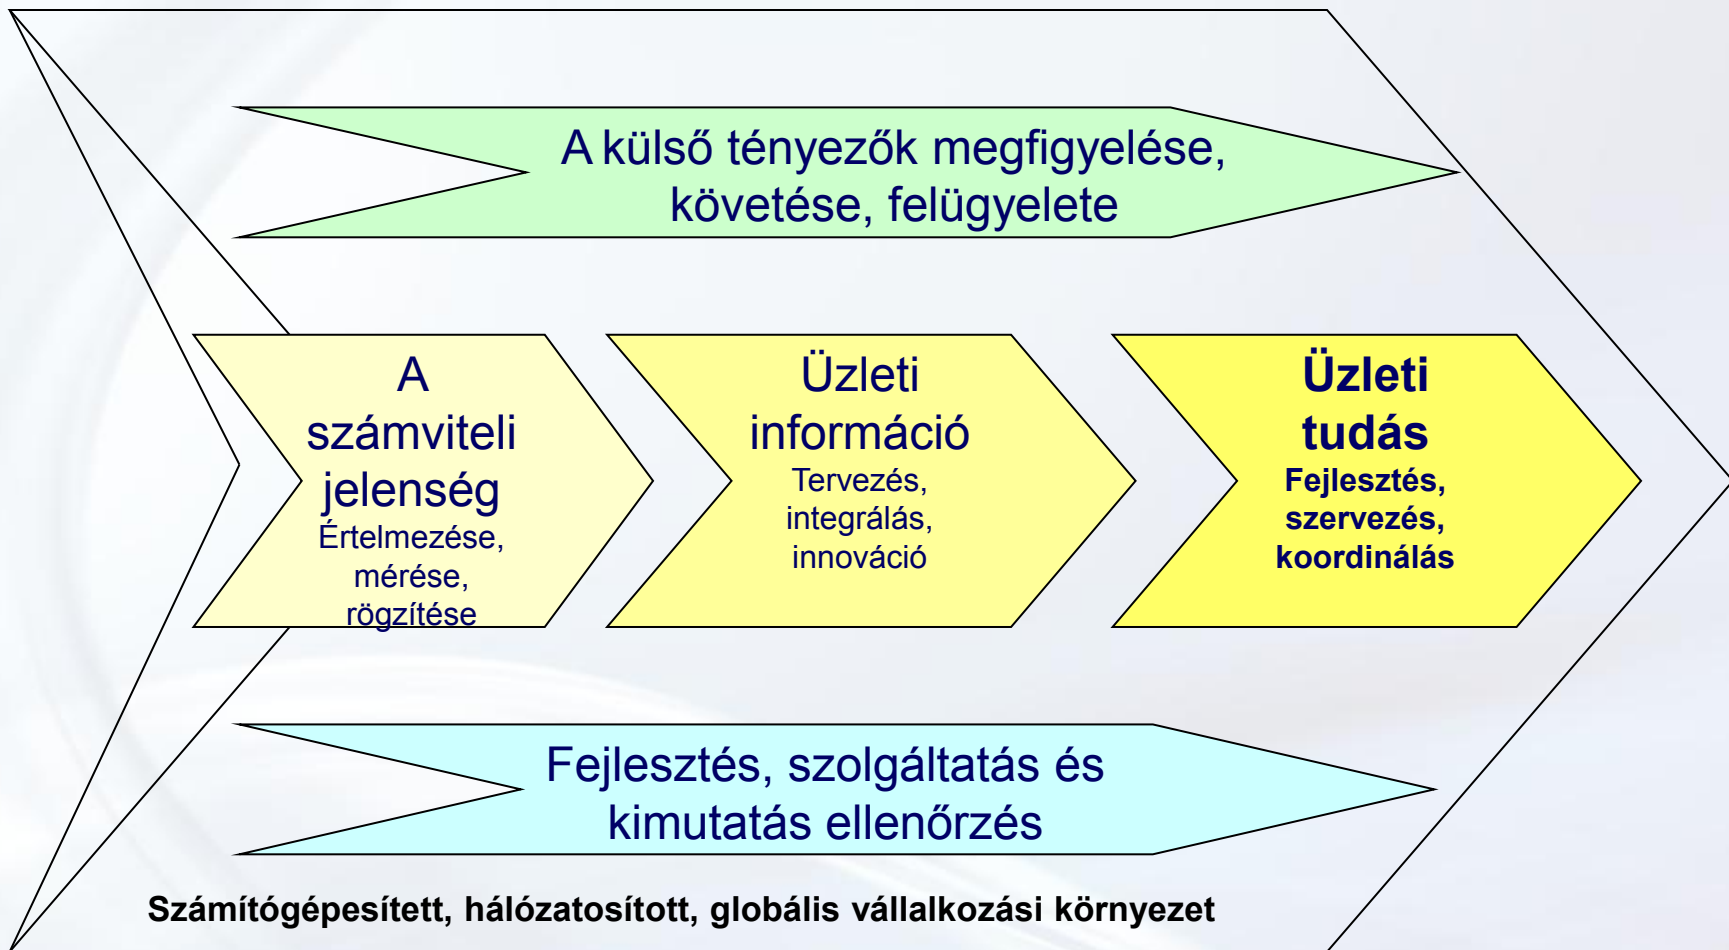 A külső tényezők megfigyelése,
követése, felügyelete
A
számviteli
jelenség
Értelmezése,
mérése,
rögzítése
Üzleti
információ
Tervezés,
integrálás,
innováció
Üzleti
tudás
Fejlesztés,
szervezés,
koordinálás
Fejlesztés, szolgáltatás és
kimutatás ellenőrzés
Számítógépesített, hálózatosított, globális vállalkozási környezet